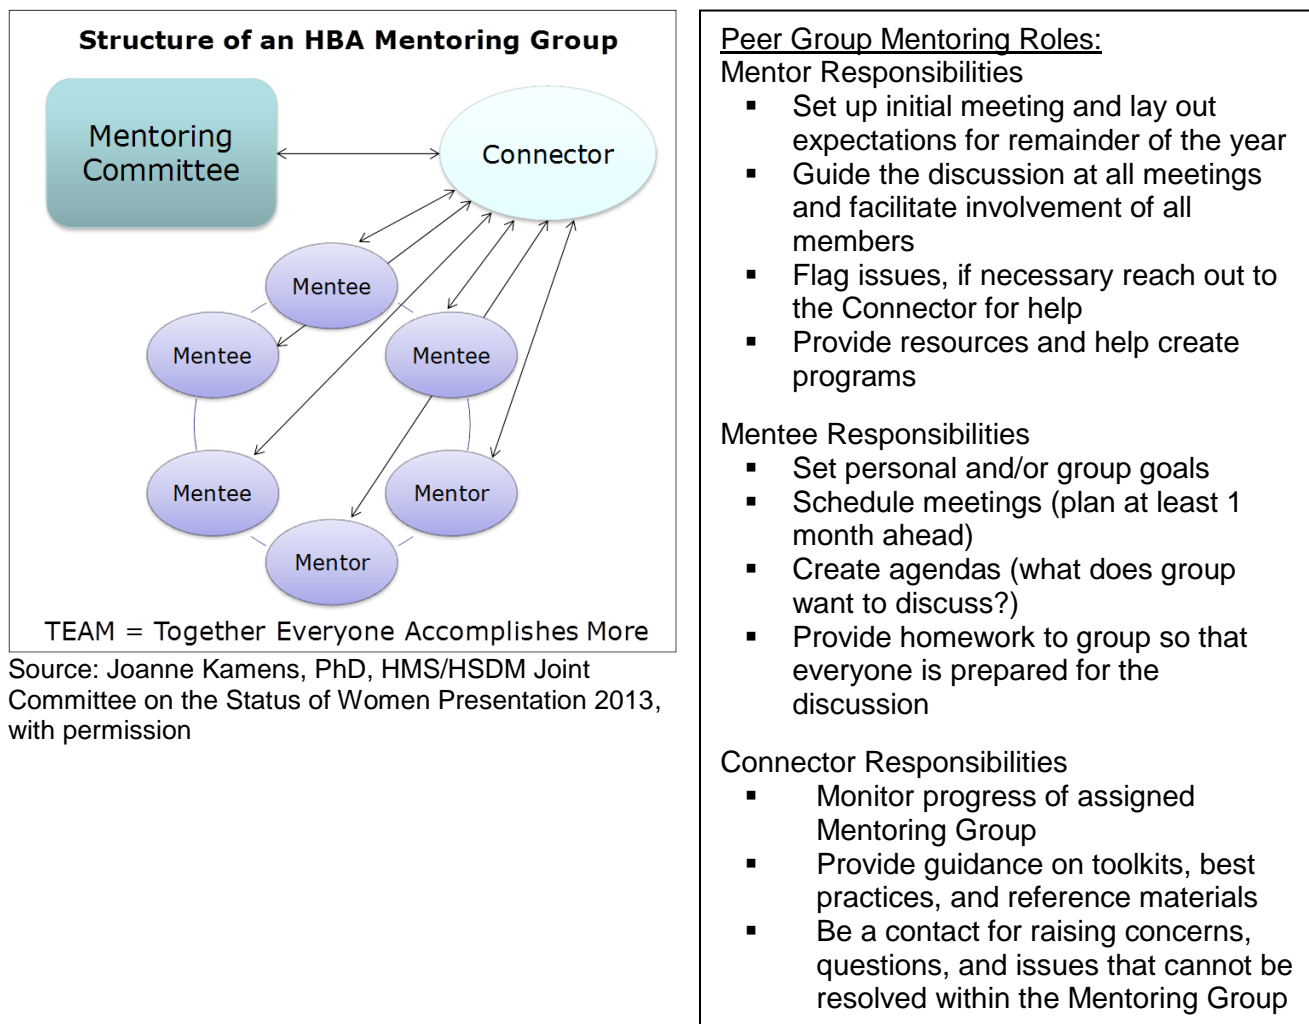 Structure of an HBA Mentoring Group
Mentoring
Committee
Connector
Mentee
Mentee
Mentee
Mentee
Mentor
Mentor
TEAM = Together Everyone Accomplishes More
Source: Joanne Kamens, PhD, HMS/HSDM Joint
Committee on the Status of Women Presentation 2013,
with permission
Peer Group Mentoring Roles:
Mentor Responsibilities
▪ Set up initial meeting and lay out
expectations for remainder of the year
▪ Guide the discussion at all meetings
and facilitate involvement of all
members
▪ Flag issues, if necessary reach out to
the Connector for help
▪ Provide resources and help create
programs
Mentee Responsibilities
▪ Set personal and/or group goals
▪ Schedule meetings (plan at least 1
month ahead)
▪ Create agendas (what does group
want to discuss?)
▪ Provide homework to group so that
everyone is prepared for the
discussion
Connector Responsibilities
▪ Monitor progress of assigned
Mentoring Group
▪ Provide guidance on toolkits, best
practices, and reference materials
▪ Be a contact for raising concerns,
questions, and issues that cannot be
resolved within the Mentoring Group